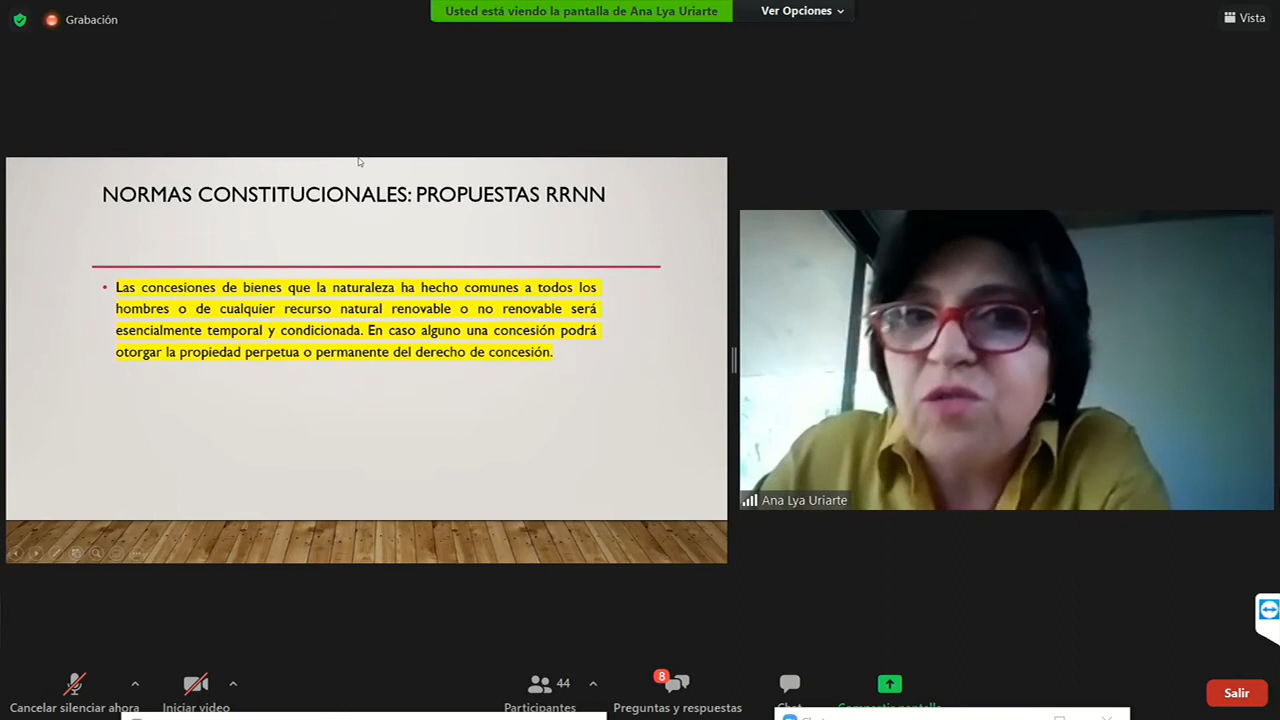 Grabación
Usted está viendo la pantalla de Ana Lya Uriarte
Ver Opciones
Vista
NORMAS CONSTITUCIONALES: PROPUESTAS RRNN
• Las concesiones de bienes que la naturaleza ha hecho comunes a todos los
hombres o de cualquier recurso natural renovable o no renovable será
esencialmente temporal y condicionada. En caso alguno una concesión podrá
otorgar la propiedad perpetua o permanente del derecho de concesión.
Ana Lya Uriarte
44
8
Cancelar silenciar ahora
Iniciar video
Participantes
Preguntas y respuestas
Chat
Compartir pantalla
Salir